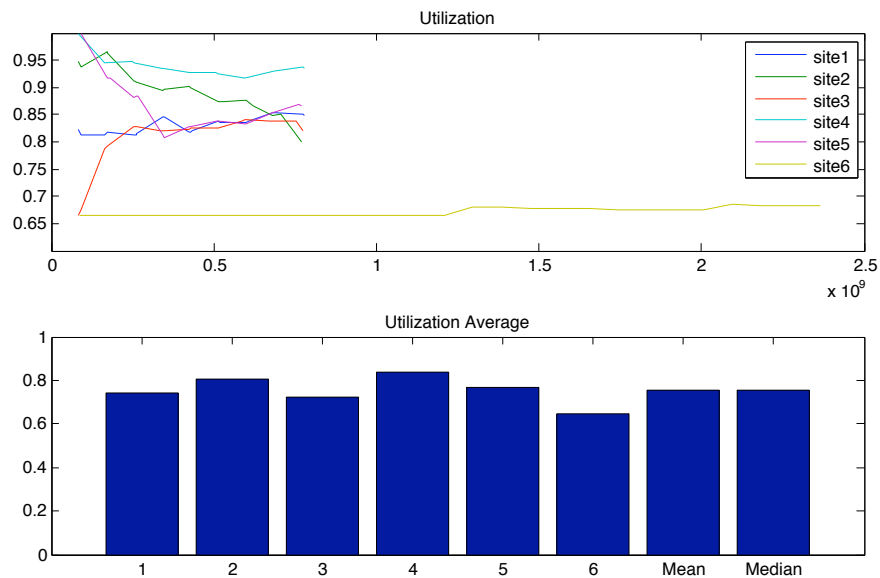 Utilization
0.95
0.9
0.85
0.8
0.75
0.7
0.65
site1
site2
site3
site4
site5
site6
0 0.5 1 1.5 2 2.5
x 10^9
Utilization Average
1
0.8
0.6
0.4
0.2
0
1 2 3 4 5 6 Mean Median